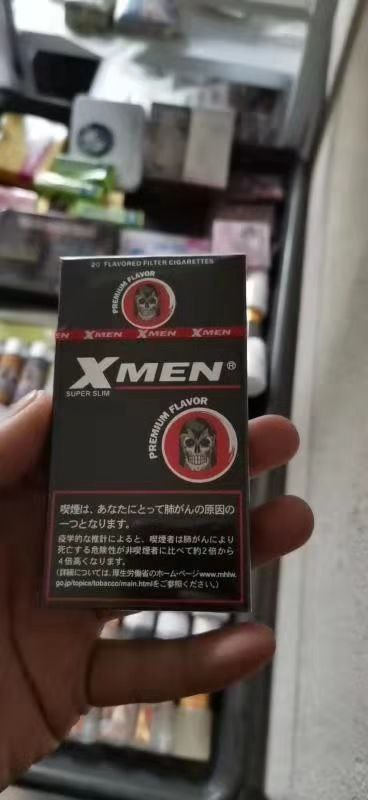 20 FLAVORED FILTER CIGARETTES
PREMIUM FLAVOR
EN XMEN XMEN XMEN
XMEN®
SUPER SLIM
PREMIUM FLAVOR
喫煙は、あなたにとって肺がんの原因の
一つとなります。
疫学的な推計によると、喫煙者は肺がんにより
死亡する危険性が非喫煙者に比べて約2倍から
4倍高くなります。
(詳細については、厚生労働省のホーム・ページwww.mhlw.
go.jp/topics/tobacco/main.htmlをご参照ください。)